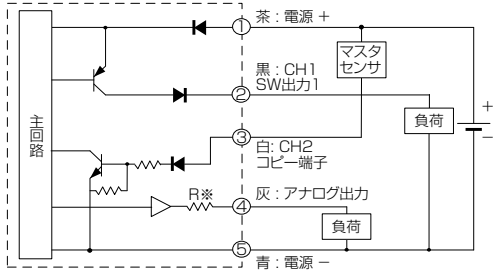 ① 茶 : 電源 +
マスタ
センサ
黒 : CH1
② SW出力1
主回路
負荷
+
−
③ 白: CH2
コピー端子
R※
④ 灰 : アナログ出力
負荷
⑤ 青 : 電源 −